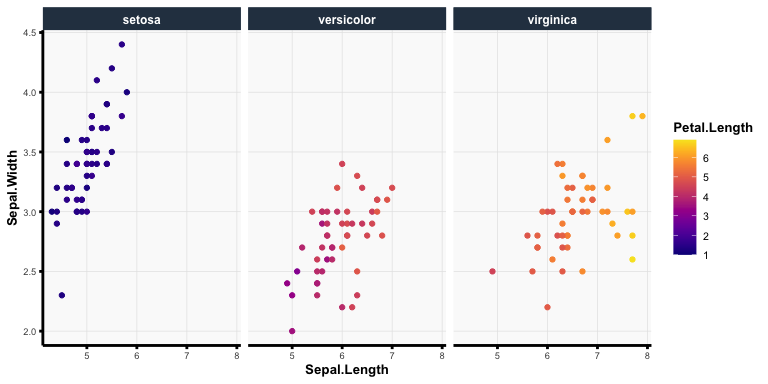 setosa
versicolor
virginica
4.5
4.0
3.5
3.0
2.5
2.0
Sepal.Width
5 6 7 8
5 6 7 8
5 6 7 8
Sepal.Length
Petal.Length
6
5
4
3
2
1